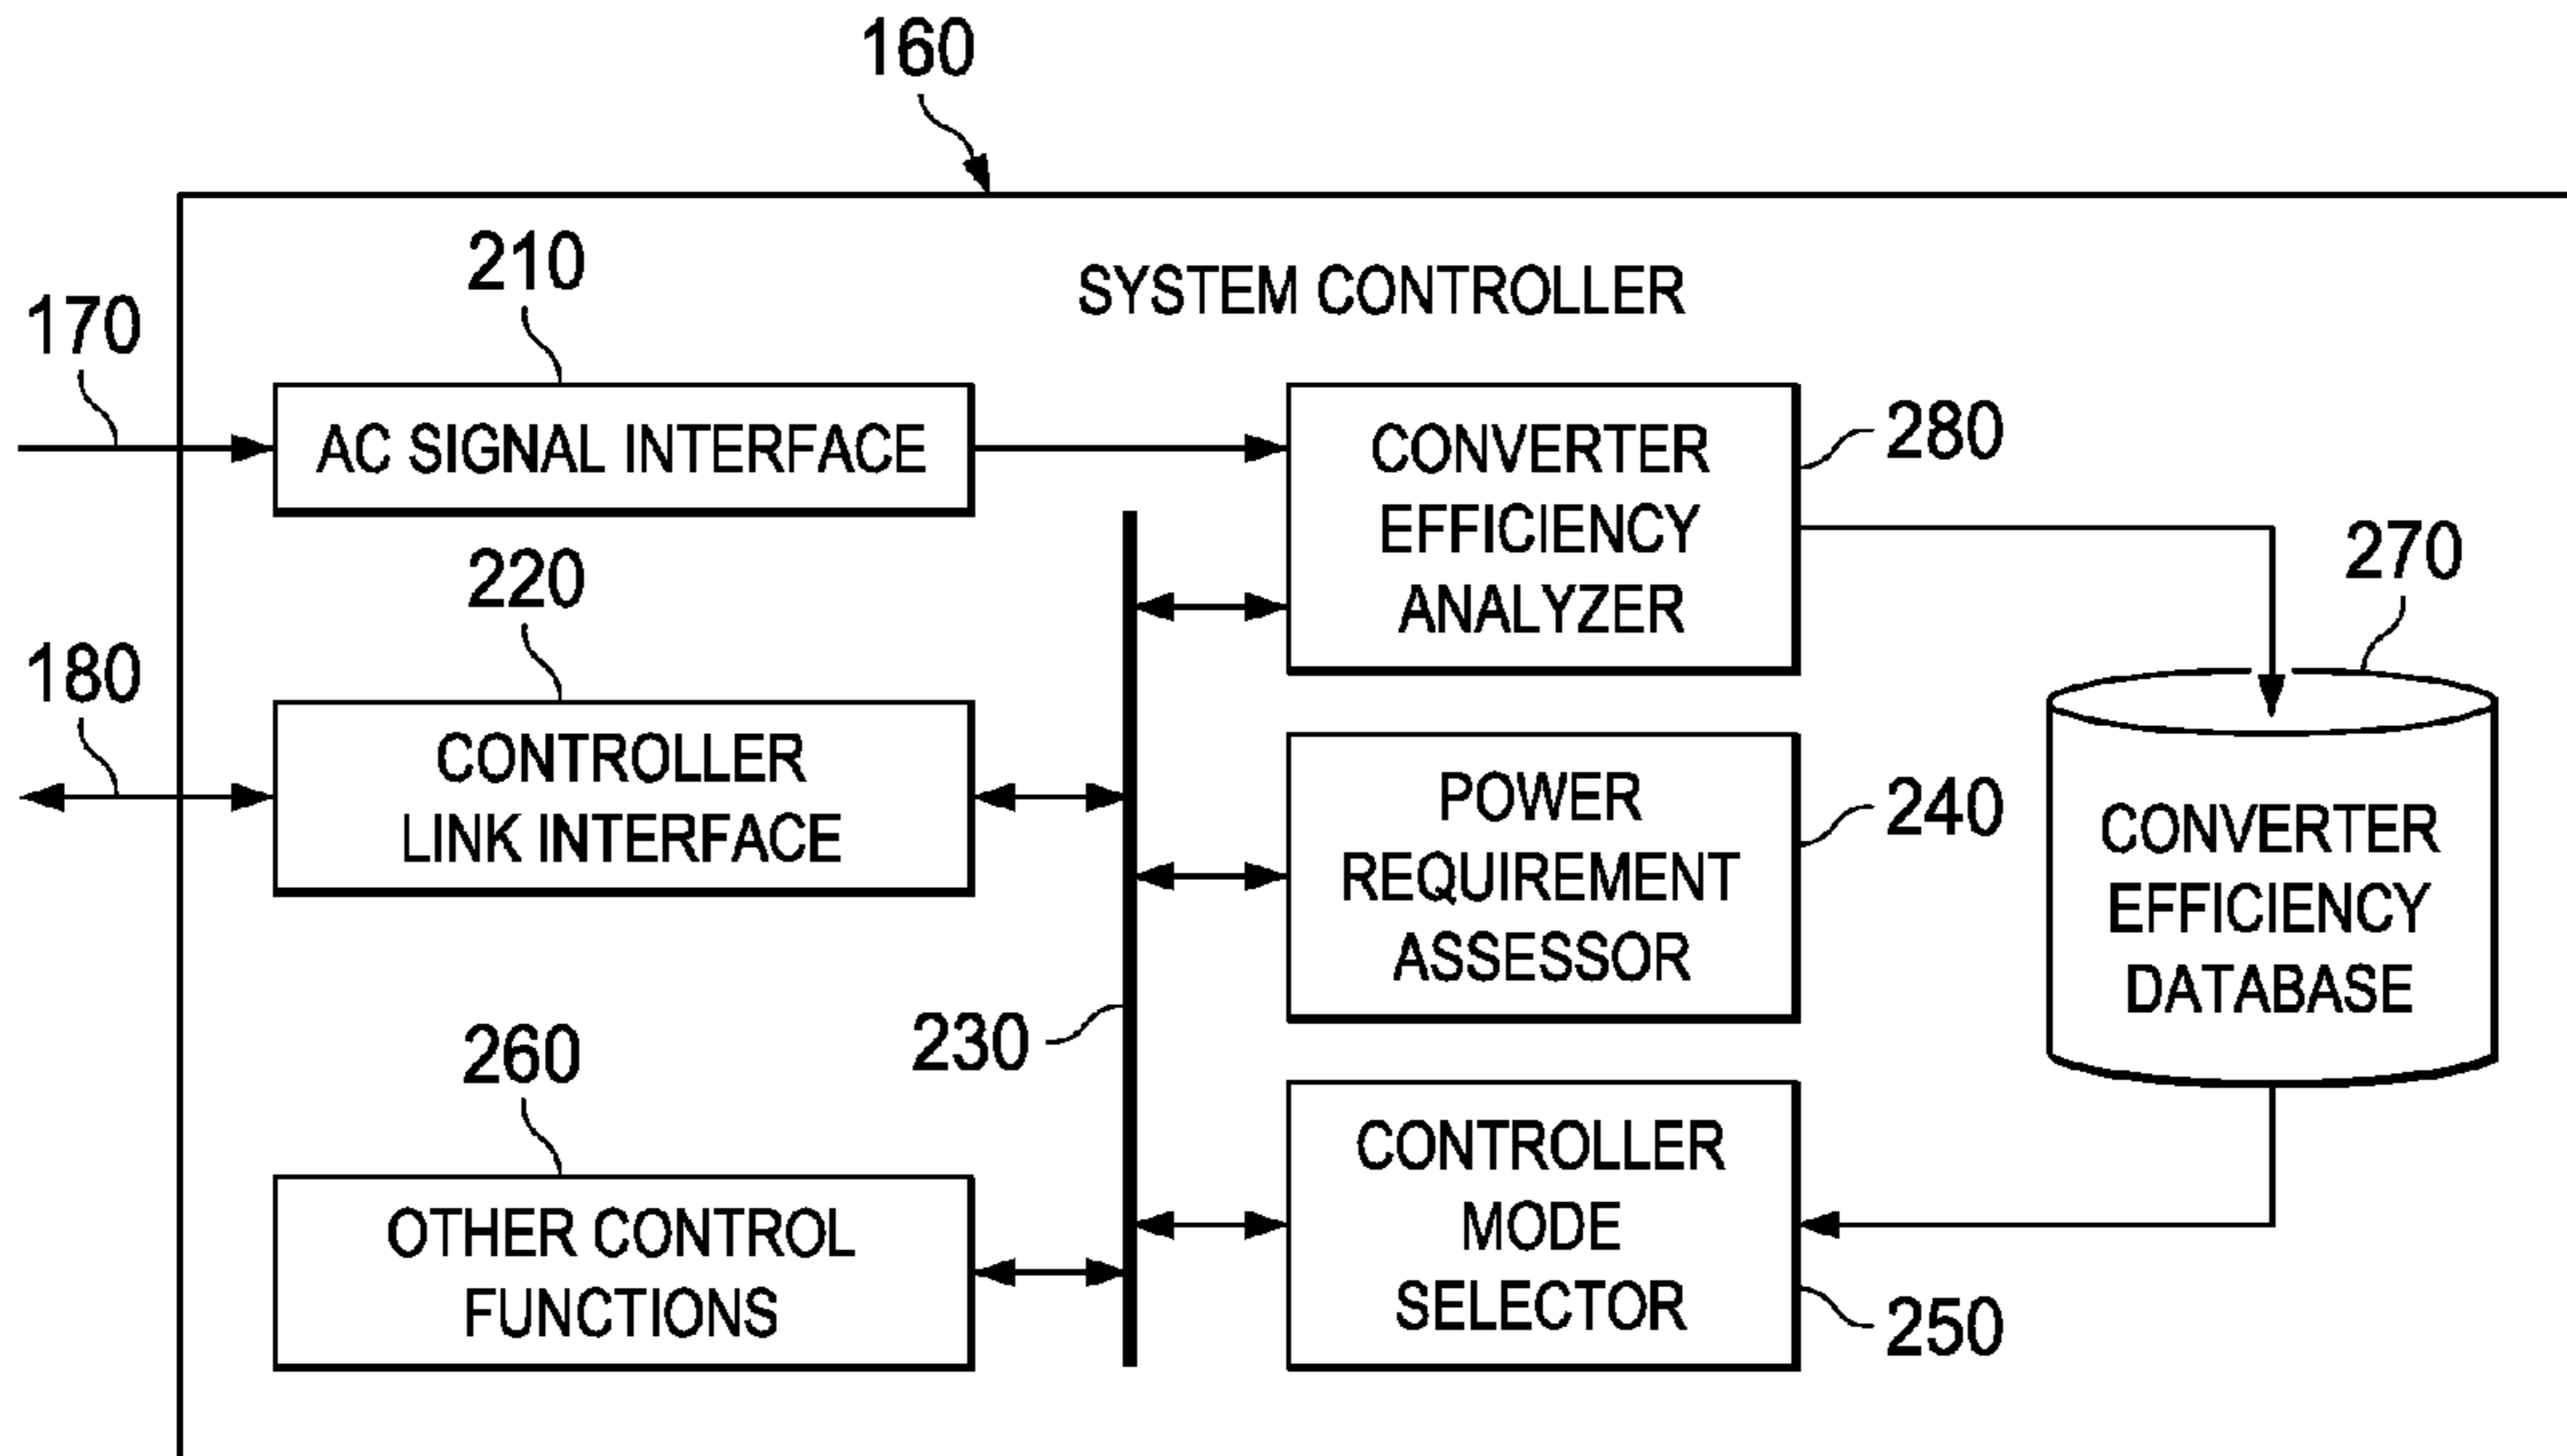 160
SYSTEM CONTROLLER
210
170
AC SIGNAL INTERFACE
CONVERTER
EFFICIENCY
ANALYZER
280
220
180
CONTROLLER
LINK INTERFACE
270
POWER
REQUIREMENT
ASSESSOR
240
CONVERTER
EFFICIENCY
DATABASE
230
260
OTHER CONTROL
FUNCTIONS
CONTROLLER
MODE
SELECTOR
250